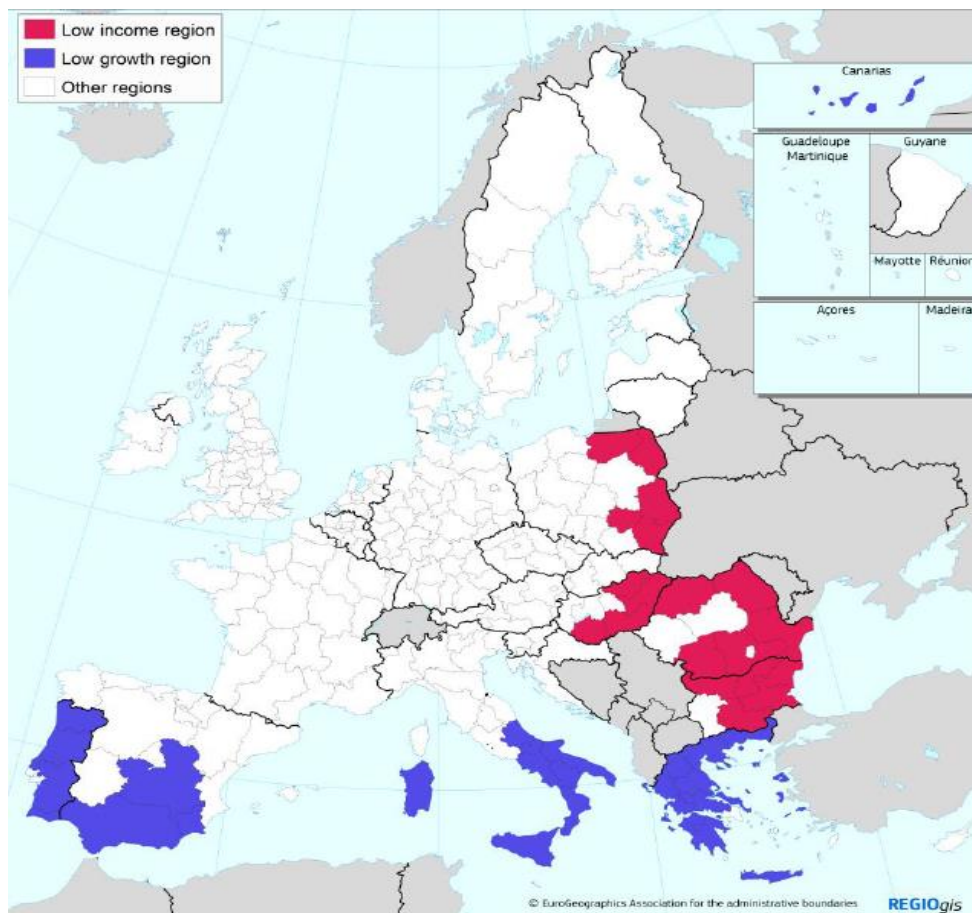 Low income region
Low growth region
Other regions
Canarias
Guadeloupe
Martinique
Guyane
Mayotte
Réunion
Açores
Madeira
© EuroGeographics Association for the administrative boundaries
REGIOgis